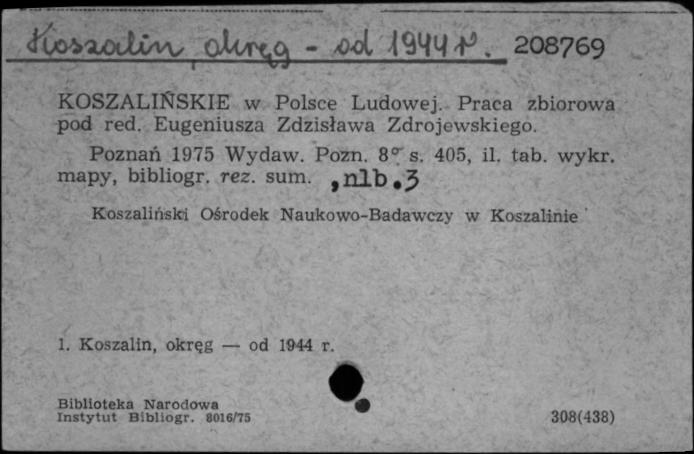 Koszalin, okręg - od 1944 r. 208769
KOSZALIŃSKIE w Polsce Ludowej. Praca zbiorowa
pod red. Eugeniusza Zdzisława Zdrojewskiego.
Poznań 1975 Wydaw. Pozn. 8° s. 405, il. tab. wykr.
mapy, bibliogr. rez. sum. , nlb. 3
Koszaliński Ośrodek Naukowo-Badawczy w Koszalinie
1. Koszalin, okręg — od 1944 r.
Biblioteka Narodowa
Instytut Bibliogr. 8016/75 308(438)